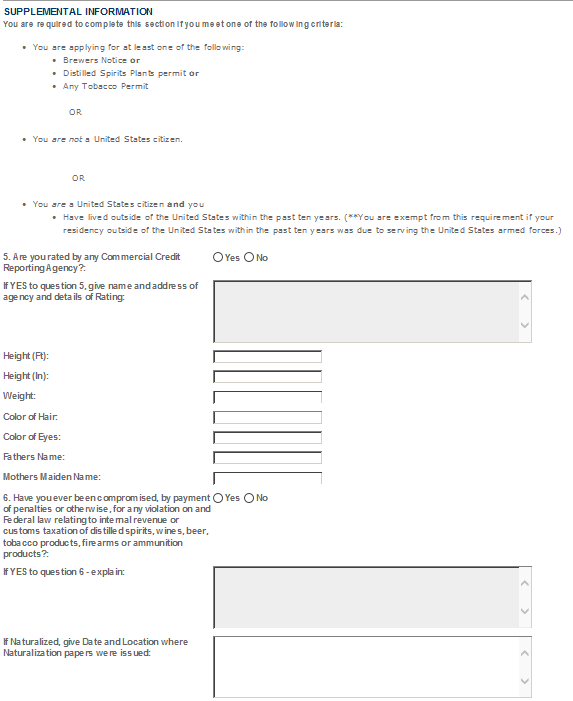 SUPPLEMENTAL INFORMATION
You are required to complete this section if you meet one of the following criteria:
• You are applying for at least one of the following:
• Brewers Notice or
• Distilled Spirits Plants permit or
• Any Tobacco Permit
OR
• You are not a United States citizen.
OR
• You are a United States citizen and you
• Have lived outside of the United States within the past ten years. (**You are exempt from this requirement if your
residency outside of the United States within the past ten years was due to serving the United States armed forces.)
5. Are you rated by any Commercial Credit
Reporting Agency?:
Yes No
If YES to question 5, give name and address of
agency and details of Rating:
Height (Ft):
Height (In):
Weight:
Color of Hair:
Color of Eyes:
Fathers Name:
Mothers Maiden Name:
6. Have you ever been compromised, by payment
of penalties or otherwise, for any violation on and
Federal law relating to internal revenue or
customs taxation of distilled spirits, wines, beer,
tobacco products, firearms or ammunition
products?:
Yes No
If YES to question 6 - explain:
If Naturalized, give Date and Location where
Naturalization papers were issued: